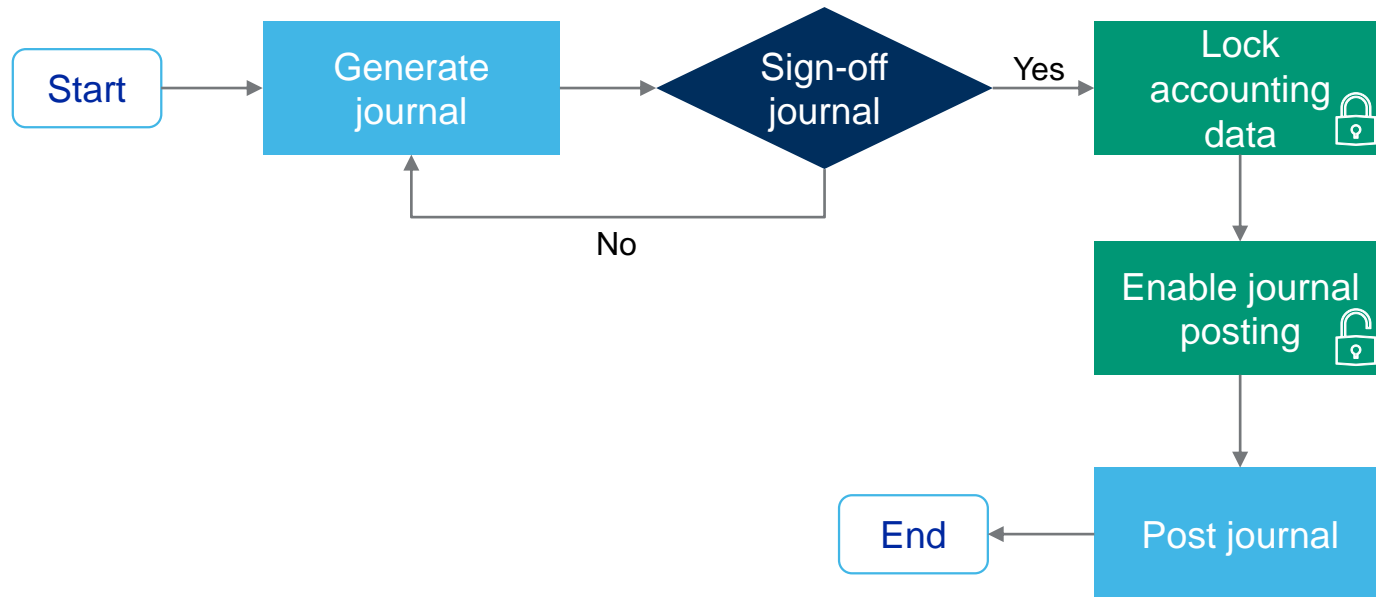 Start
Generate
journal
Sign-off
journal
Yes
Lock
accounting
data
No
Enable journal
posting
Post journal
End